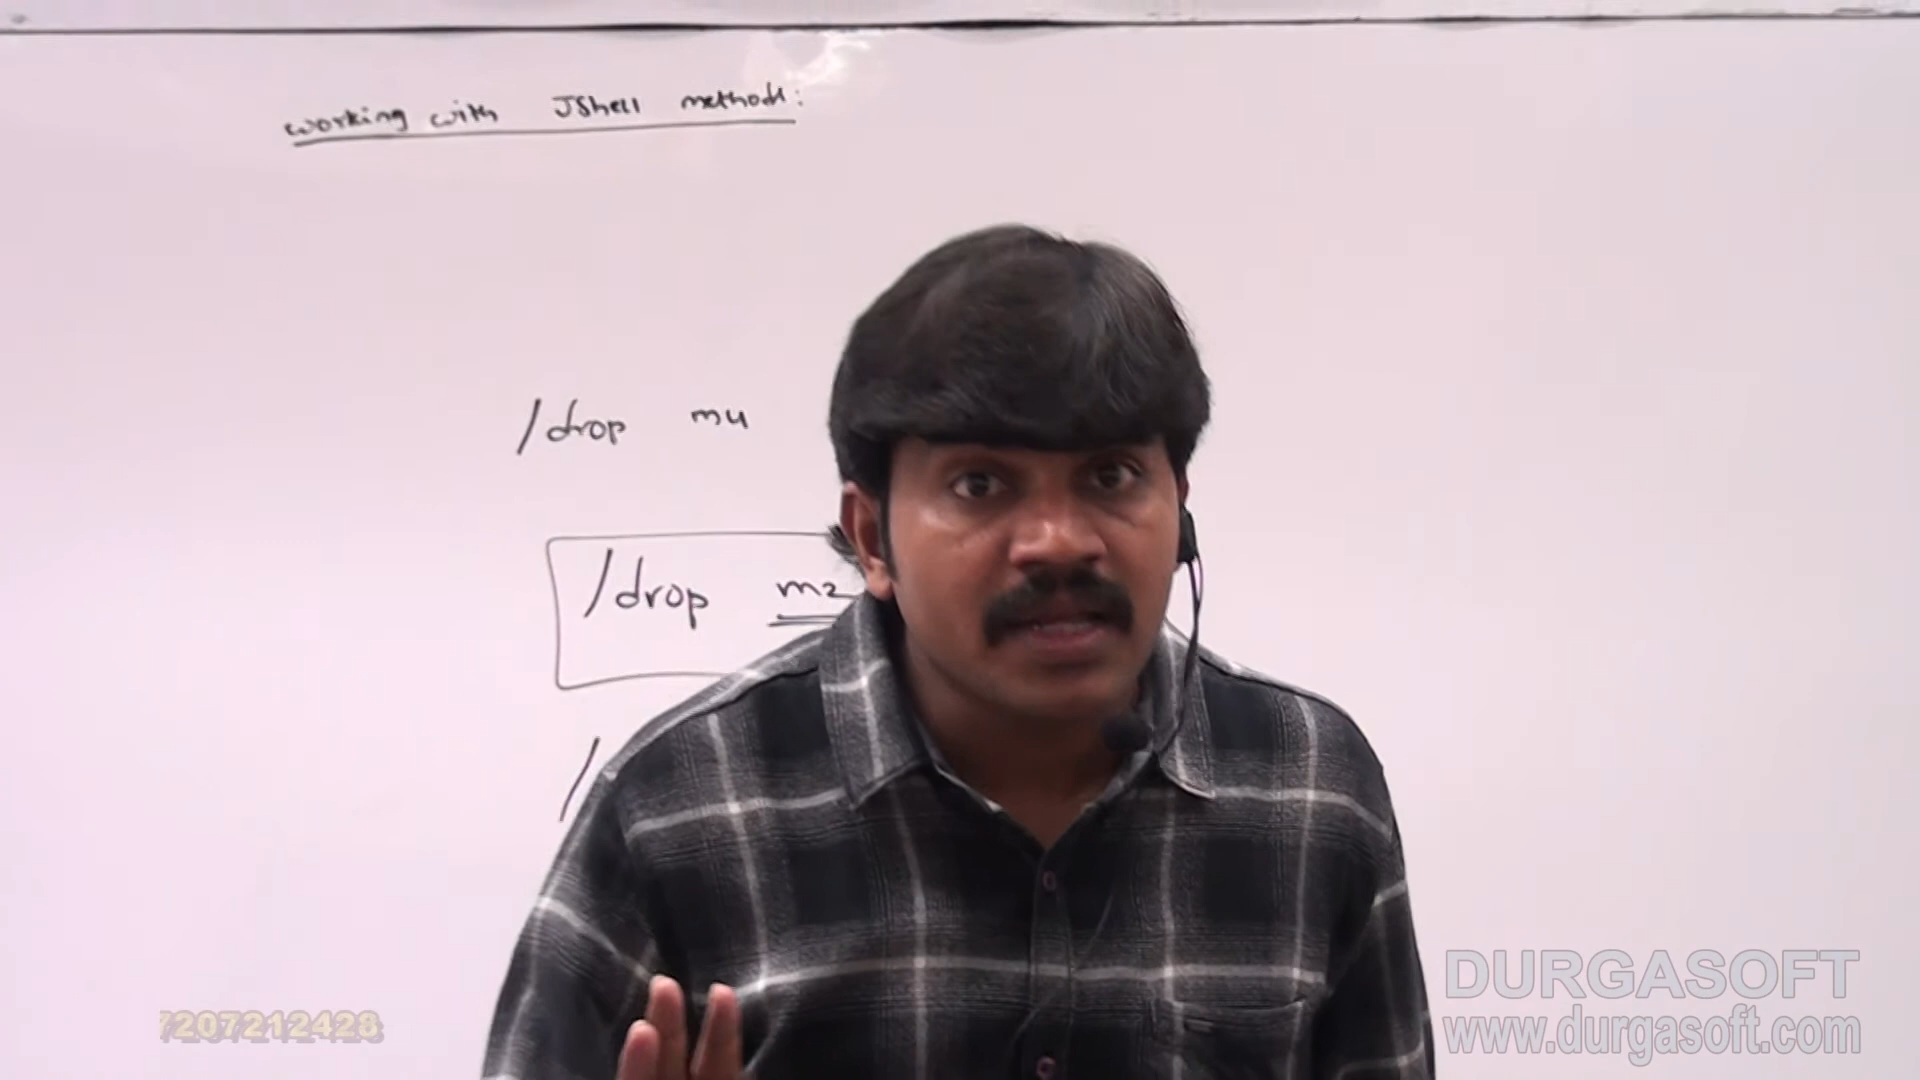 working with JShell methods:
/drop m4
/drop m2
/
7207212428
DURGASOFT
www.durgasoft.com